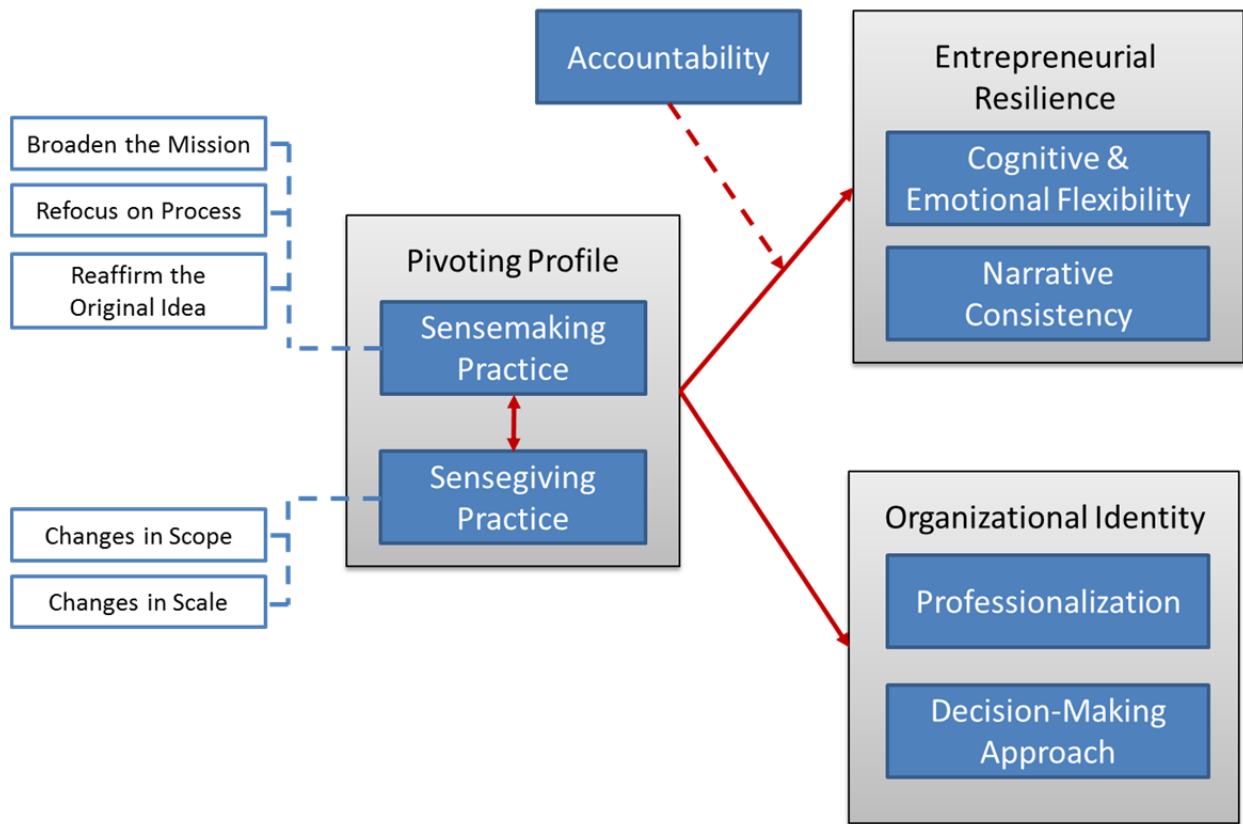 Accountability
Entrepreneurial
Resilience
Cognitive &
Emotional Flexibility
Narrative
Consistency
Broaden the Mission
Refocus on Process
Reaffirm the
Original Idea
Pivoting Profile
Sensemaking
Practice
Sensegiving
Practice
Changes in Scope
Changes in Scale
Organizational Identity
Professionalization
Decision-Making
Approach